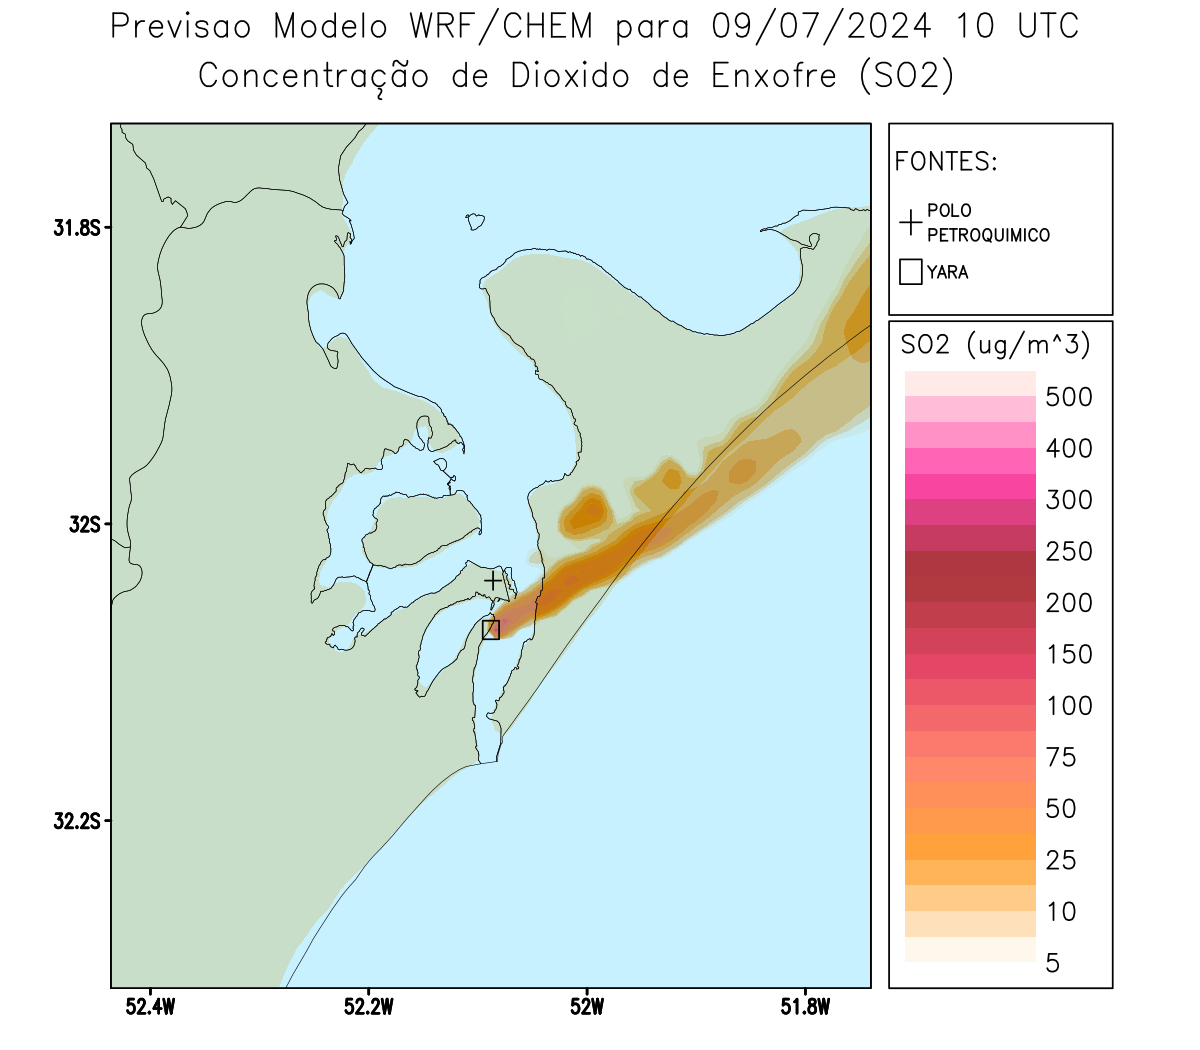 Previsao Modelo WRF/CHEM para 09/07/2024 10 UTC
Concentração de Dioxido de Enxofre (SO2)
FONTES:
POLO
PETROQUIMICO
YARA
31.8S
32S
32.2S
52.4W
52.2W
52W
51.8W
SO2 (ug/m^3)
500
400
300
250
200
150
100
75
50
25
10
5